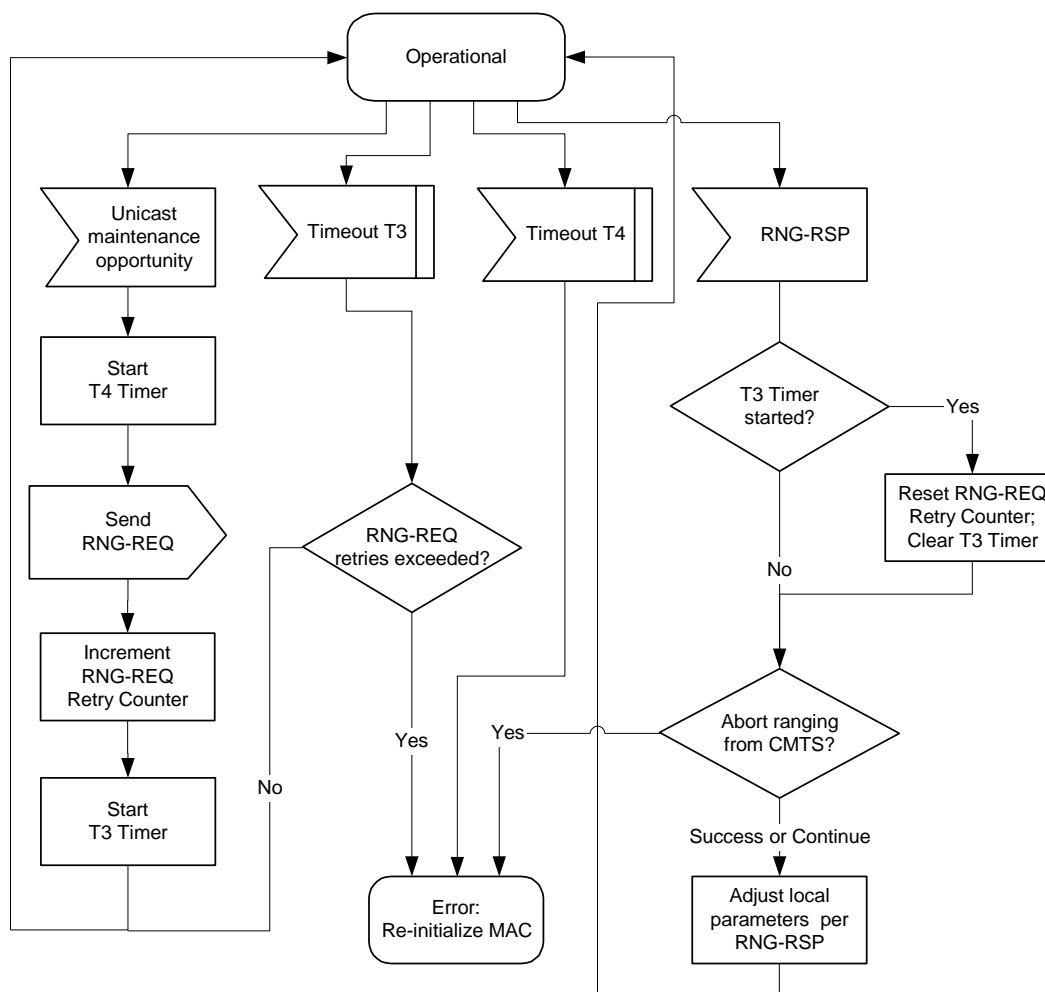 Operational
Unicast
maintenance
opportunity
Timeout T3
Timeout T4
RNG-RSP
Start
T4 Timer
T3 Timer
started?
Yes
Reset RNG-REQ
Retry Counter;
Clear T3 Timer
Send
RNG-REQ
RNG-REQ
retries exceeded?
No
Increment
RNG-REQ
Retry Counter
Abort ranging
from CMTS?
Yes
Yes
No
Start
T3 Timer
Success or Continue
Error:
Re-initialize MAC
Adjust local
parameters per
RNG-RSP